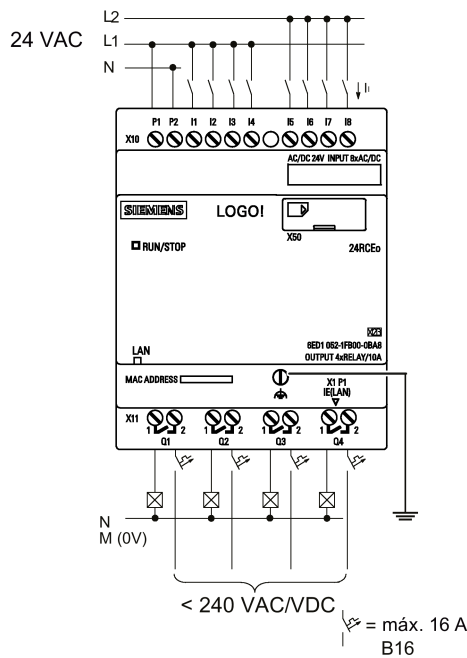 L2
24 VAC L1
N
I
P1 P2 I1 I2 I3 I4 I5 I6 I7 I8
X10
AC/DC 24V INPUT 8xAC/DC
SIEMENS LOGO!
X50
RUN/STOP
24RCEo
X 2 3
6ED1 052-1FB00-0BA8
OUTPUT 4xRELAY/10A
LAN
MAC ADDRESS
X1 P1
IE(LAN)
X11
1 2 1 2 1 2 1 2
Q1 Q2 Q3 Q4
N
M (0V)
< 240 VAC/VDC
= máx. 16 A
B16